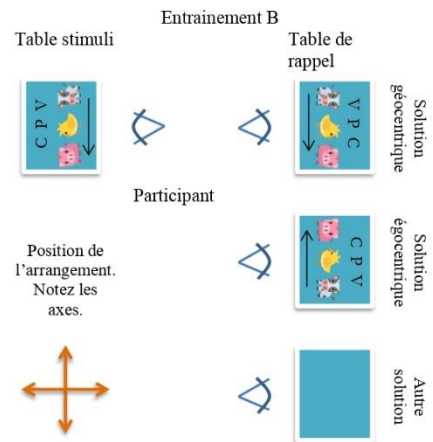 Entrainement B
Table stimuli
Table de
rappel
C P V
V P C
Solution
géocentrique
Participant
C P V
Solution
égocentrique
Position de
l'arrangement.
Notez les
axes.
Autre
solution